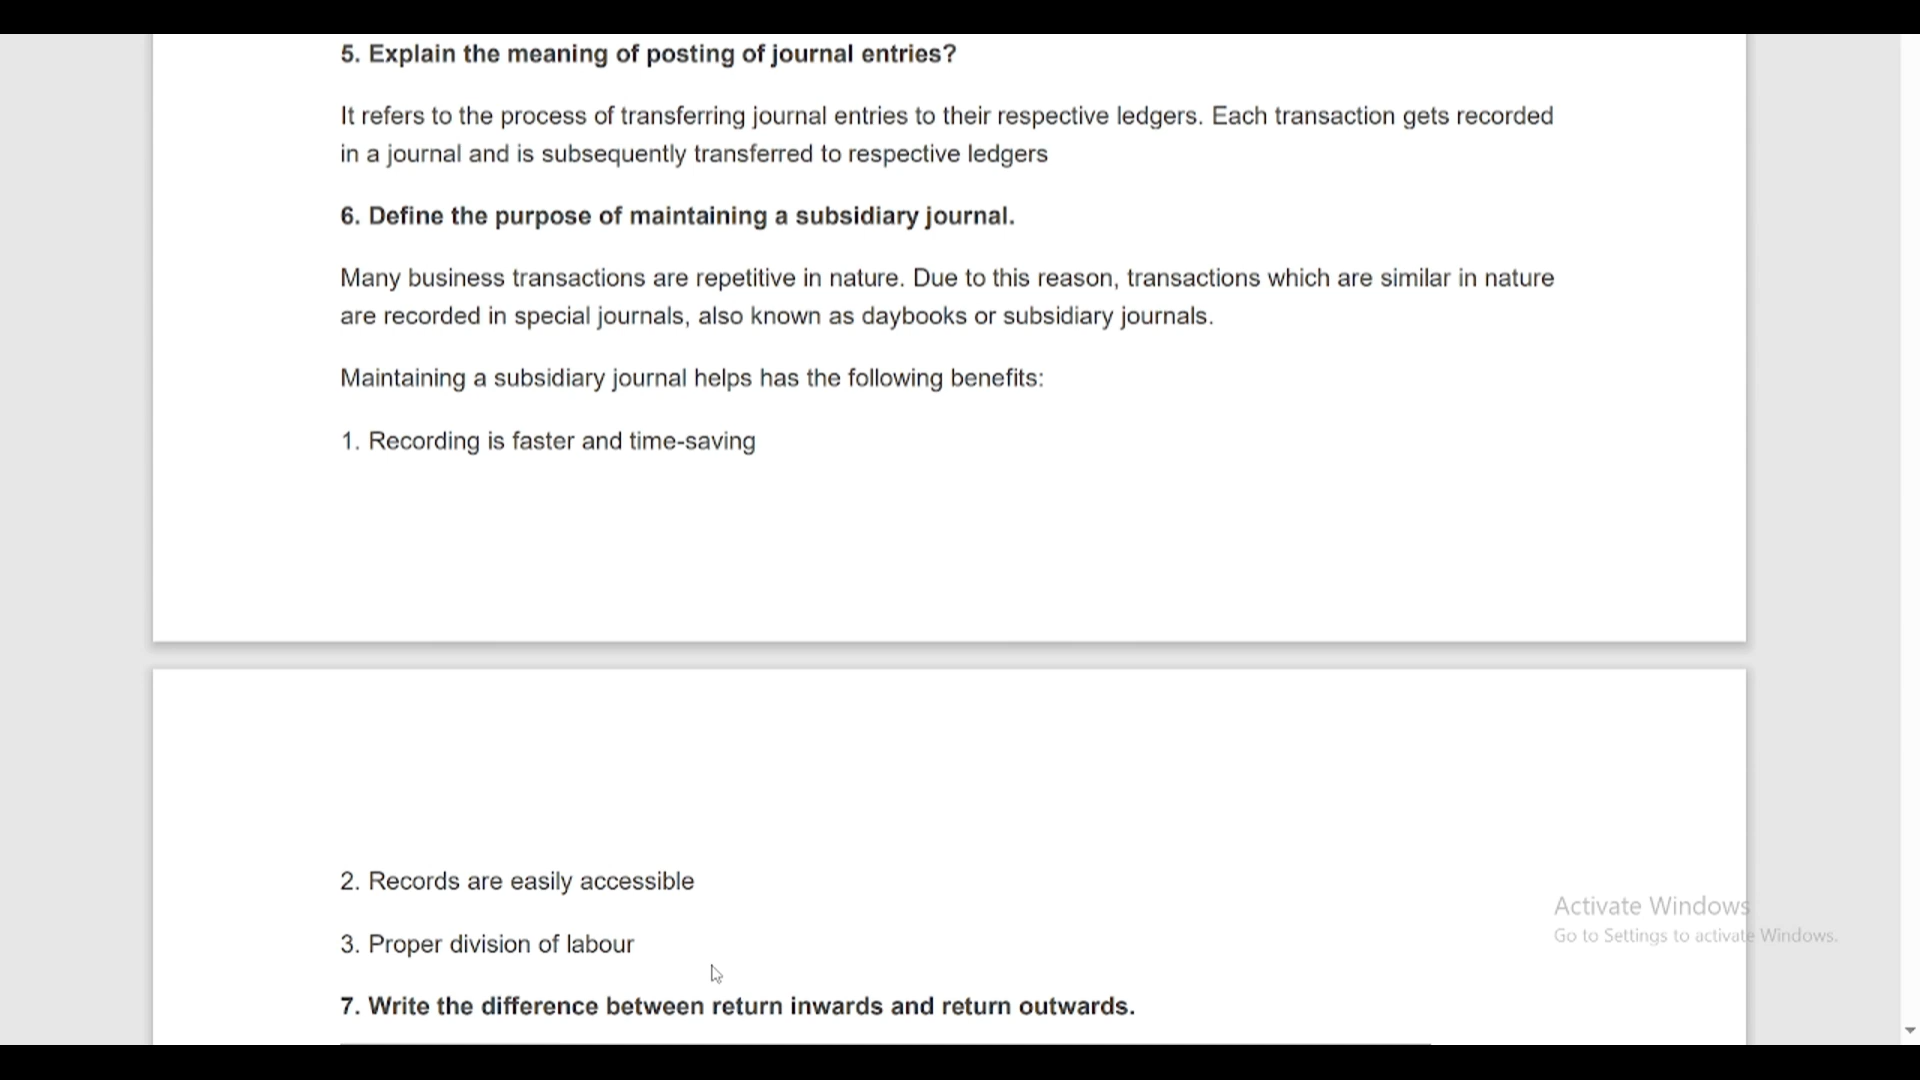 5. Explain the meaning of posting of journal entries?
It refers to the process of transferring journal entries to their respective ledgers. Each transaction gets recorded
in a journal and is subsequently transferred to respective ledgers
6. Define the purpose of maintaining a subsidiary journal.
Many business transactions are repetitive in nature. Due to this reason, transactions which are similar in nature
are recorded in special journals, also known as daybooks or subsidiary journals.
Maintaining a subsidiary journal helps has the following benefits:
1. Recording is faster and time-saving
2. Records are easily accessible
Activate Windows
Go to Settings to activate Windows.
3. Proper division of labour
7. Write the difference between return inwards and return outwards.